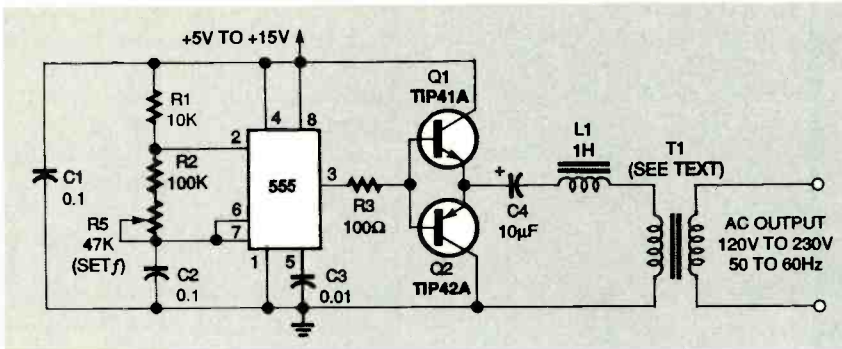 +5V TO +15V
R1
10K
R2
100K
R5
47K
(SET f)
C1
0.1
C2
0.1
2
4
8
6
7
555
3
1
5
C3
0.01
R3
100Ω
Q1
TIP41A
Q2
TIP42A
+
C4
10µF
L1
1H
T1
(SEE TEXT)
AC OUTPUT
120V TO 230V
50 TO 60Hz